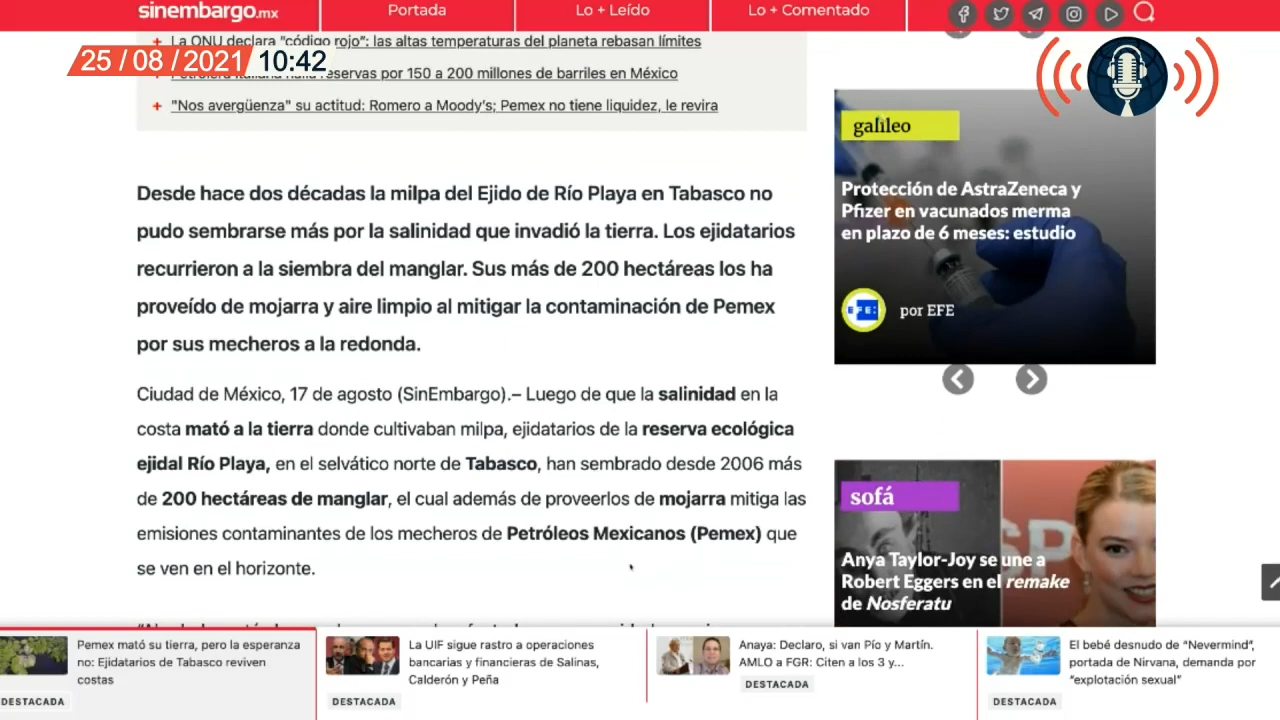 sinembargo.mx
Portada
Lo + Leído
Lo + Comentado
+ La ONU declara "código rojo": las altas temperaturas del planeta rebasan límites
25 / 08 / 2021 10:42
reservas por 150 a 200 millones de barriles en México
+ "Nos avergüenza" su actitud: Romero a Moody's; Pemex no tiene liquidez, le revira
Desde hace dos décadas la milpa del Ejido de Río Playa en Tabasco no
pudo sembrarse más por la salinidad que invadió la tierra. Los ejidatarios
recurrieron a la siembra del manglar. Sus más de 200 hectáreas los ha
proveído de mojarra y aire limpio al mitigar la contaminación de Pemex
por sus mecheros a la redonda.
Ciudad de México, 17 de agosto (SinEmbargo).– Luego de que la salinidad en la
costa mató a la tierra donde cultivaban milpa, ejidatarios de la reserva ecológica
ejidal Río Playa, en el selvático norte de Tabasco, han sembrado desde 2006 más
de 200 hectáreas de manglar, el cual además de proveerlos de mojarra mitiga las
emisiones contaminantes de los mecheros de Petróleos Mexicanos (Pemex) que
se ven en el horizonte.
galileo
Protección de AstraZeneca y
Pfizer en vacunados merma
en plazo de 6 meses: estudio
EFE:
por EFE
sofá
Anya Taylor-Joy se une a
Robert Eggers en el remake
de Nosferatu
Pemex mató su tierra, pero la esperanza
no: Ejidatarios de Tabasco reviven
costas
DESTACADA
La UIF sigue rastro a operaciones
bancarias y financieras de Salinas,
Calderón y Peña
DESTACADA
Anaya: Declaro, si van Pío y Martín.
AMLO a FGR: Citen a los 3 y...
DESTACADA
El bebé desnudo de "Nevermind",
portada de Nirvana, demanda por
"explotación sexual"
DESTACADA